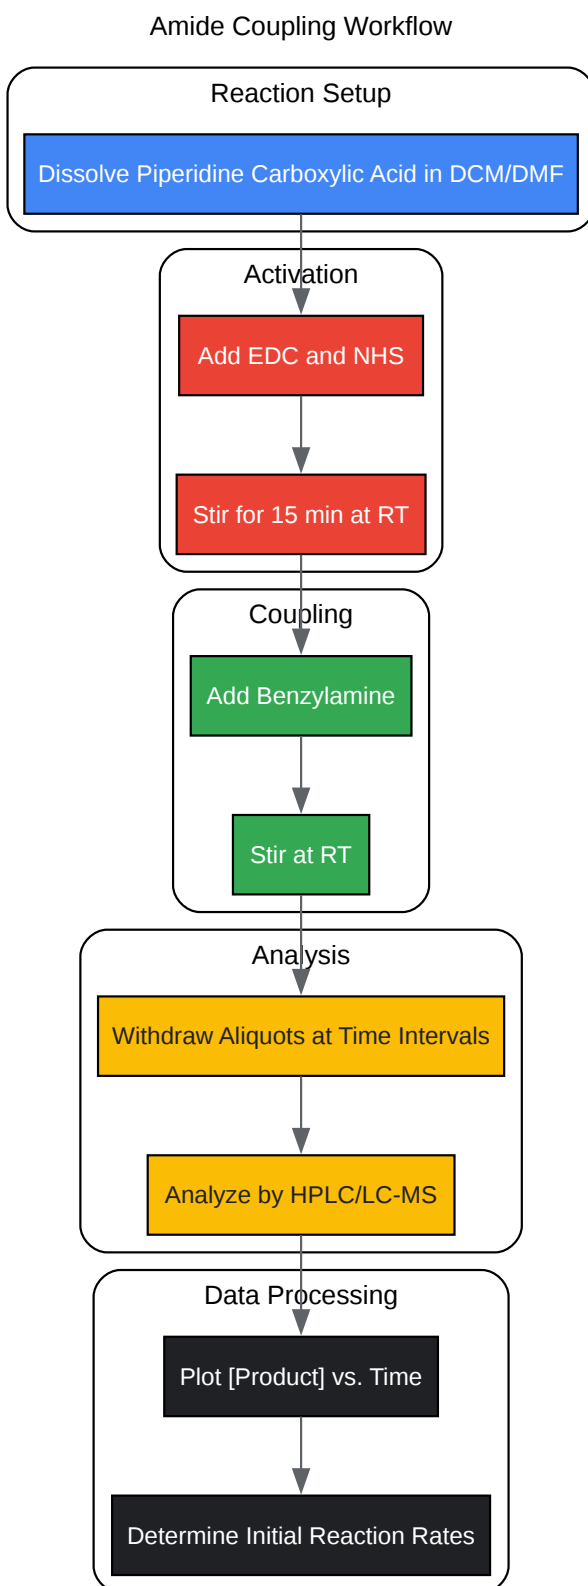 Amide Coupling Workflow
Reaction Setup
Dissolve Piperidine Carboxylic Acid in DCM/DMF
Activation
Add EDC and NHS
Stir for 15 min at RT
Coupling
Add Benzylamine
Stir at RT
Analysis
Withdraw Aliquots at Time Intervals
Analyze by HPLC/LC-MS
Data Processing
Plot [Product] vs. Time
Determine Initial Reaction Rates